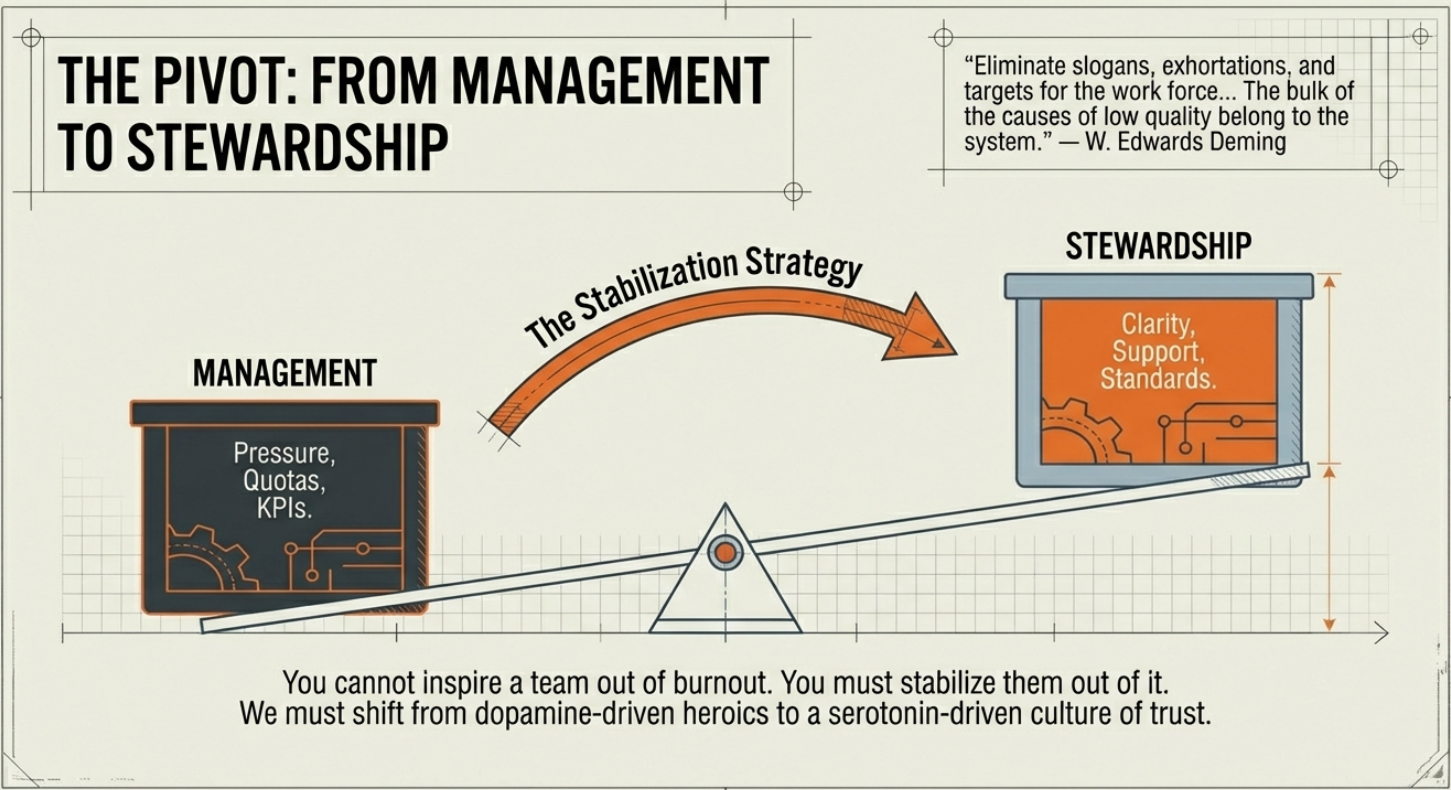 THE PIVOT: FROM MANAGEMENT
TO STEWARDSHIP
“Eliminate slogans, exhortations, and
targets for the work force... The bulk of
the causes of low quality belong to the
system.” — W. Edwards Deming
The Stabilization Strategy
STEWARDSHIP
Clarity,
Support,
Standards.
MANAGEMENT
Pressure,
Quotas,
KPIs.
You cannot inspire a team out of burnout. You must stabilize them out of it.
We must shift from dopamine-driven heroics to a serotonin-driven culture of trust.